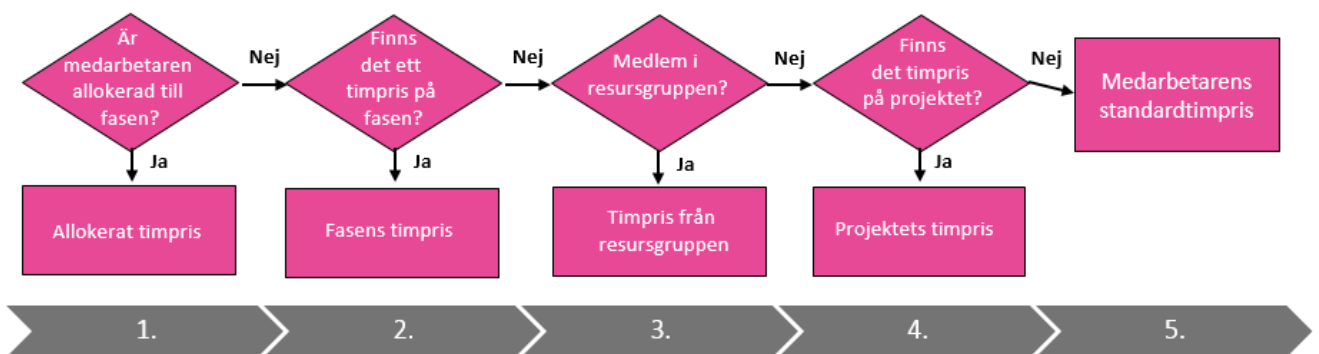 Är
medarbetaren
allokerad till
fasen?
Nej
Ja
Allokerat timpris
Finns
det ett
timpris på
fasen?
Nej
Ja
Fasens timpris
Medlem i
resursgruppen?
Nej
Ja
Timpris från
resursgruppen
Finns
det timpris
på projektet?
Nej
Ja
Projektets timpris
Medarbetarens
standardtimpris
1.
2.
3.
4.
5.